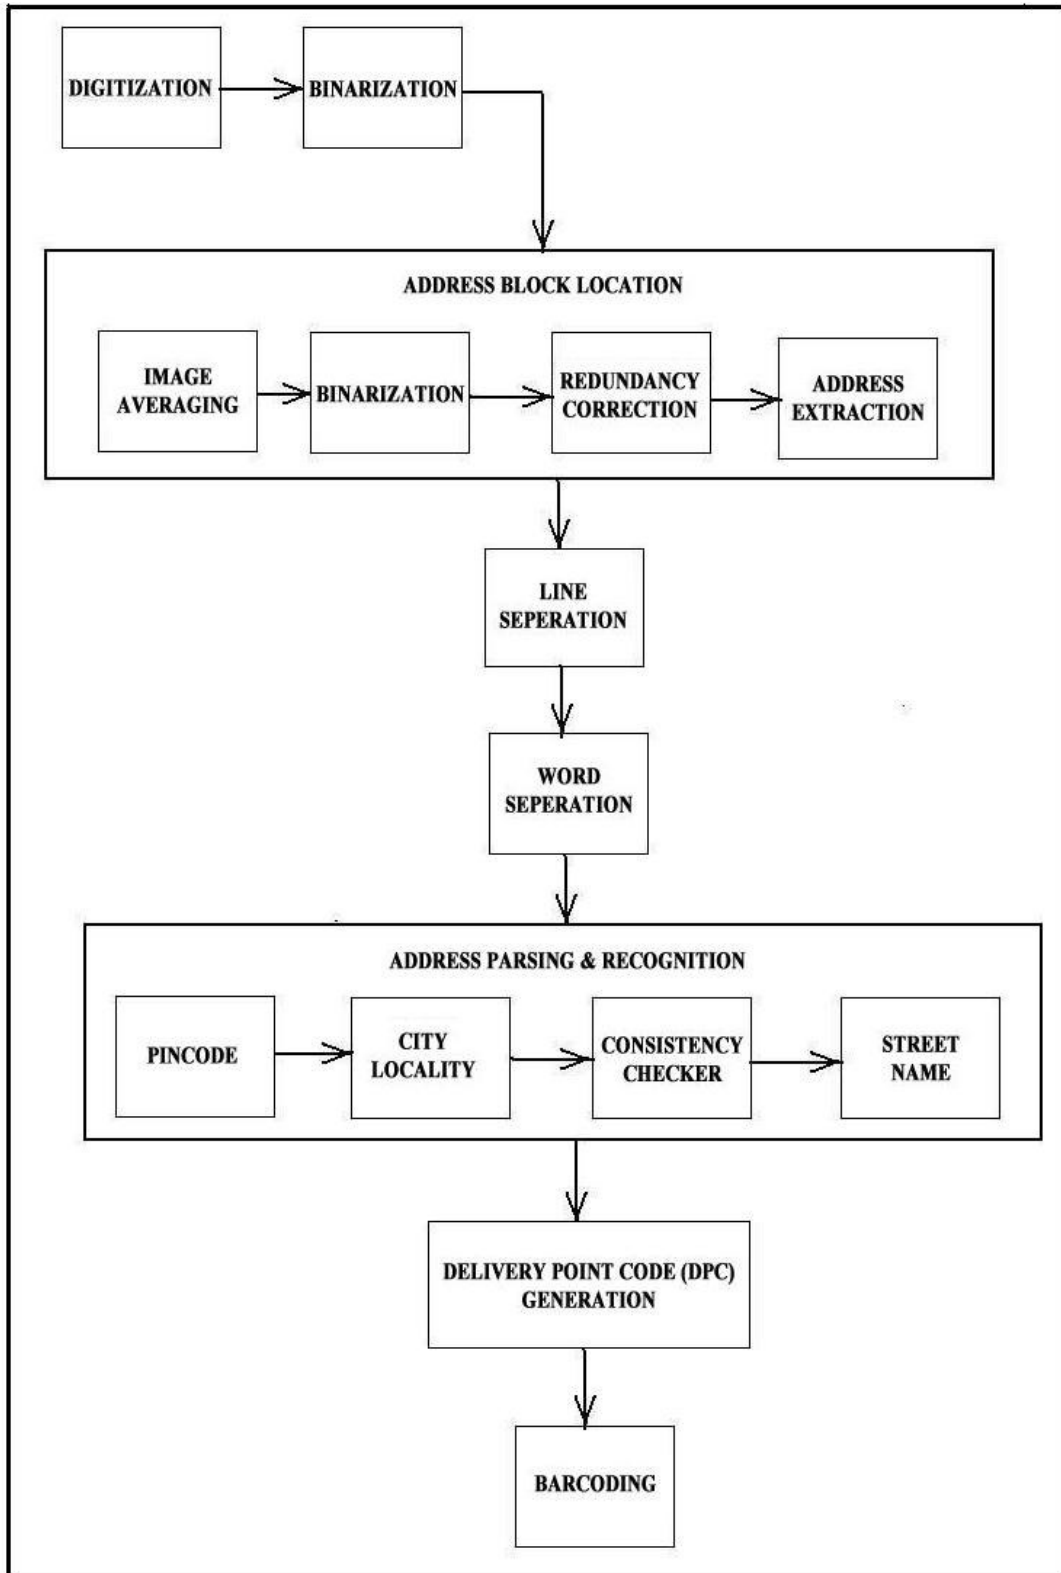 DIGITIZATION
BINARIZATION
ADDRESS BLOCK LOCATION
IMAGE
AVERAGING
BINARIZATION
REDUNDANCY
CORRECTION
ADDRESS
EXTRACTION
LINE
SEPERATION
WORD
SEPERATION
ADDRESS PARSING & RECOGNITION
PINCODE
CITY
LOCALITY
CONSISTENCY
CHECKER
STREET
NAME
DELIVERY POINT CODE (DPC)
GENERATION
BARCODING